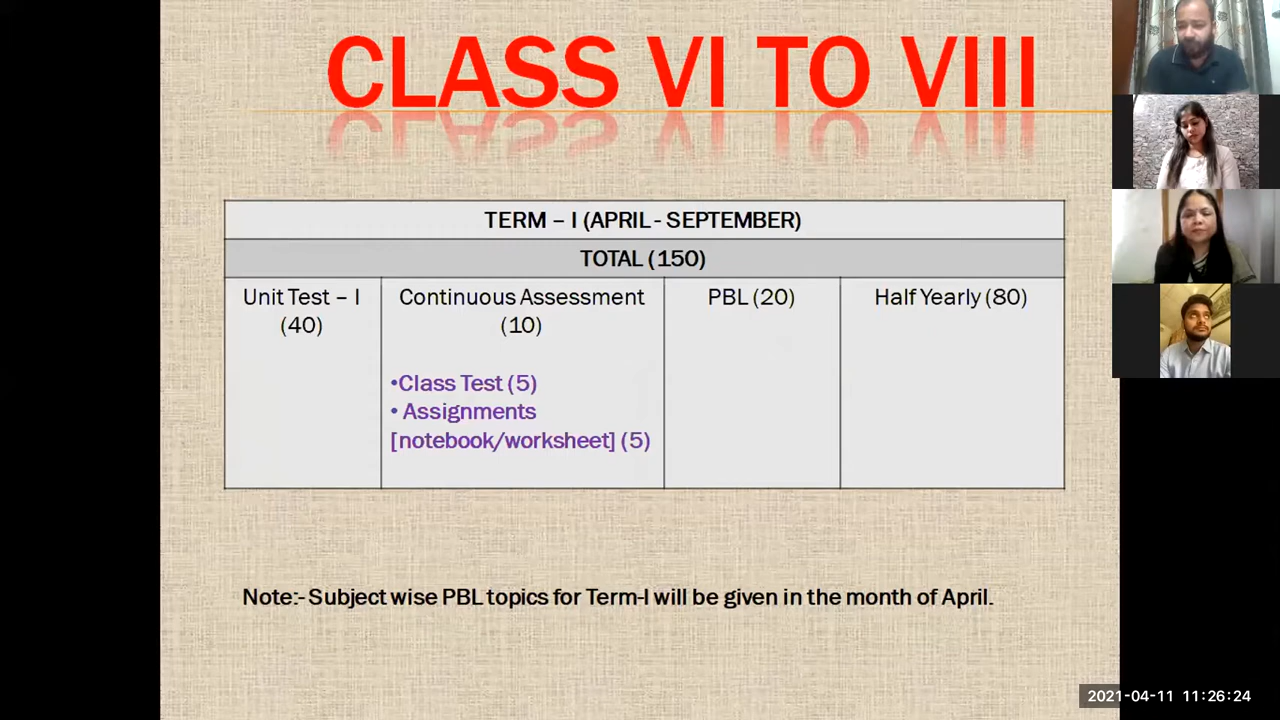 CLASS VI TO VIII
TERM – I (APRIL - SEPTEMBER)
TOTAL (150)
Unit Test – I
(40)
Continuous Assessment
(10)
•Class Test (5)
• Assignments
[notebook/worksheet] (5)
PBL (20)
Half Yearly (80)
Note:- Subject wise PBL topics for Term-I will be given in the month of April.
2021-04-11 11:26:24